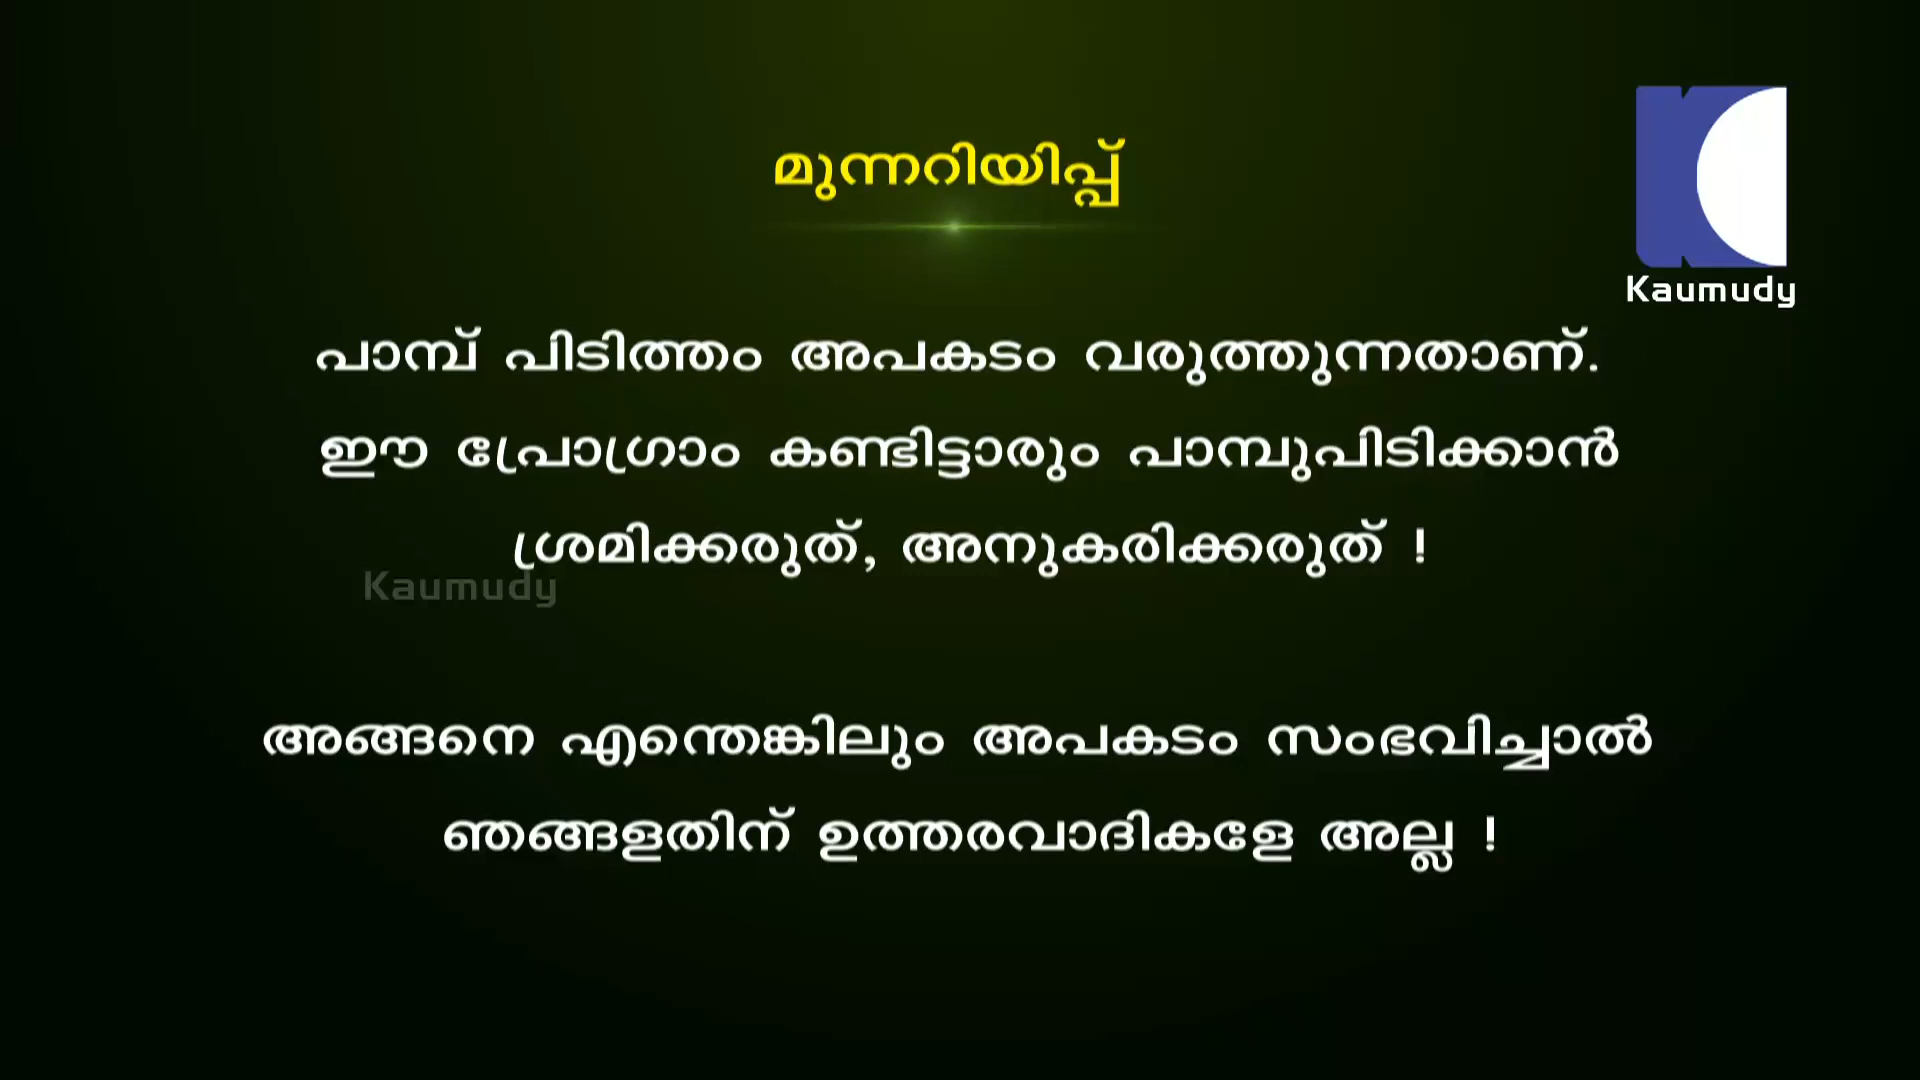 മുന്നറിയിപ്പ്
Kaumudy
പാമ്പ് പിടിത്തം അപകടം വരുത്തുന്നതാണ്.
ഈ പ്രോഗ്രാം കണ്ടിട്ടാരും പാമ്പുപിടിക്കാൻ
ശ്രമിക്കരുത്, അനുകരിക്കരുത് !
Kaumudy
അങ്ങനെ എന്തെങ്കിലും അപകടം സംഭവിച്ചാൽ
ഞങ്ങളതിന് ഉത്തരവാദികളേ അല്ല !